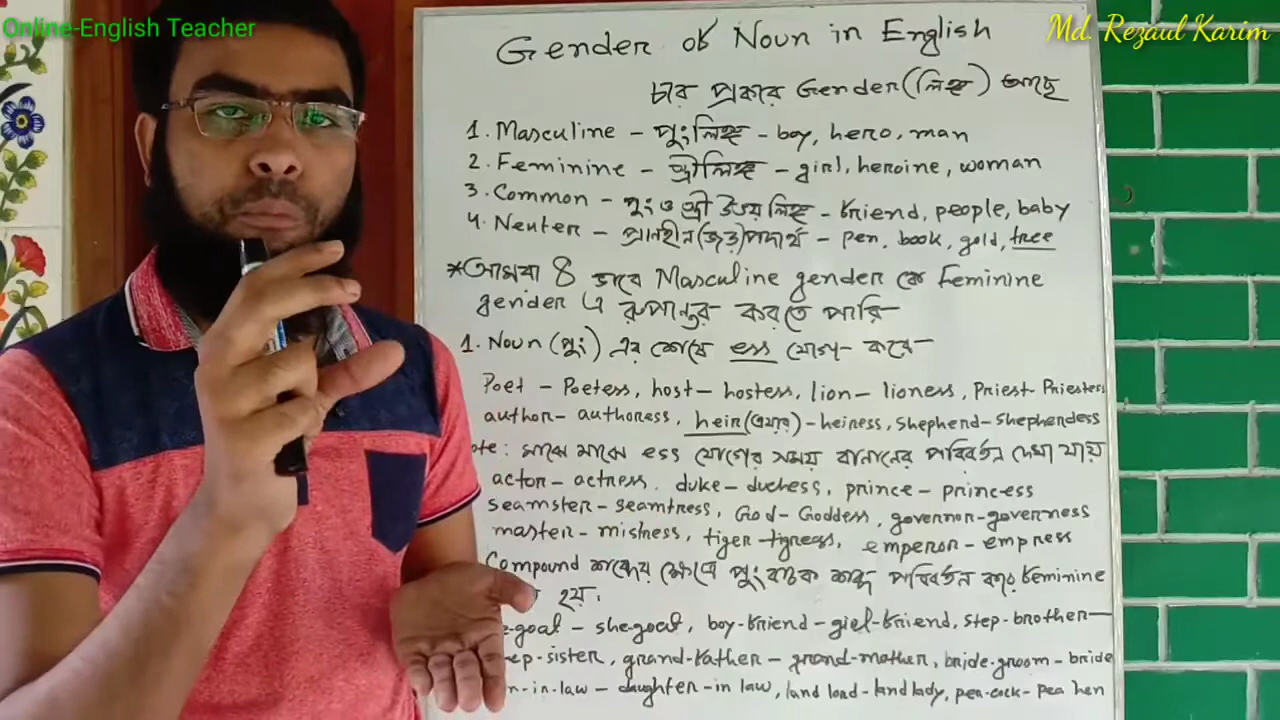 Online-English Teacher
Md. Rezaul Karim
Gender of Noun in English
চার প্রকার Gender (লিঙ্গ) আছে
1. Masculine – পুংলিঙ্গ – boy, hero, man
2. Feminine – স্ত্রীলিঙ্গ – girl, heroine, woman
3. Common – পুং ও স্ত্রী উভয় লিঙ্গ – friend, people, baby
4. Neuter – প্রাণহীন (জড়) পদার্থ – pen, book, gold, tree
*আমরা 4 ভাবে Masculine gender কে Feminine
gender এ রূপান্তর করতে পারি
1. Noun (পুং) এর শেষে ess যোগ করে
Poet – Poetess, host – hostess, lion – lioness, Priest-Priestess
author – authoress, heir (এয়ার) – heiress, shepherd – shepherdess
মাঝে মাঝে ess যোগের সময় বানানের পরিবর্তন দেখা যায়
actor – actress, duke – duchess, prince – princess
seamster – seamtress, God – Goddess, governor-governess
master – mistress, tiger – tigress, emperor – empress
Compound শব্দের ক্ষেত্রে পুং বাচক শব্দ পরিবর্তন করে feminine
হয়।
goat – she-goat, boy-friend – girl-friend, step-brother –
sister, grand-father – grand-mother, bride-groom – bride
in-law – daughter-in law, land lord – land lady, pea-cock – pea hen